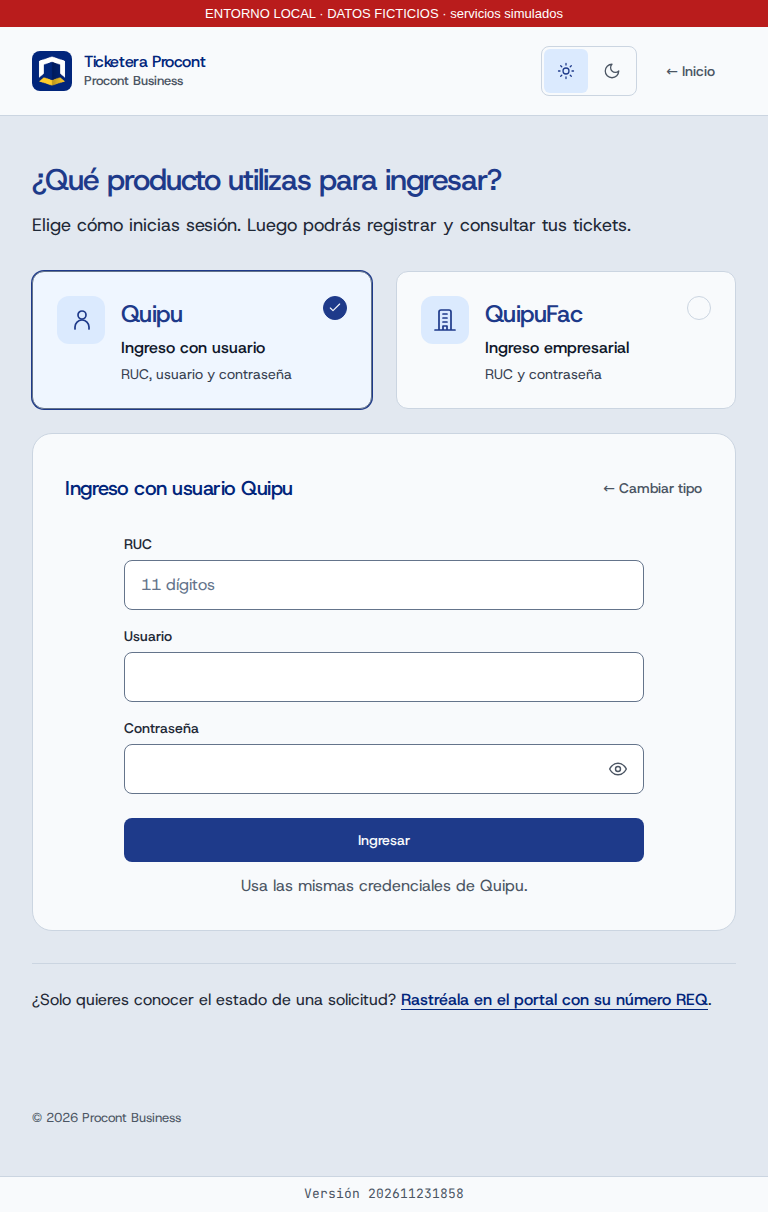 ENTORNO LOCAL · DATOS FICTICIOS · servicios simulados
Ticketera Procont
Procont Business
← Inicio
¿Qué producto utilizas para ingresar?
Elige cómo inicias sesión. Luego podrás registrar y consultar tus tickets.
Quipu
Ingreso con usuario
RUC, usuario y contraseña
QuipuFac
Ingreso empresarial
RUC y contraseña
Ingreso con usuario Quipu
← Cambiar tipo
RUC
11 dígitos
Usuario
Contraseña
Ingresar
Usa las mismas credenciales de Quipu.
¿Solo quieres conocer el estado de una solicitud? Rastréala en el portal con su número REQ.
© 2026 Procont Business
Versión 202611231858